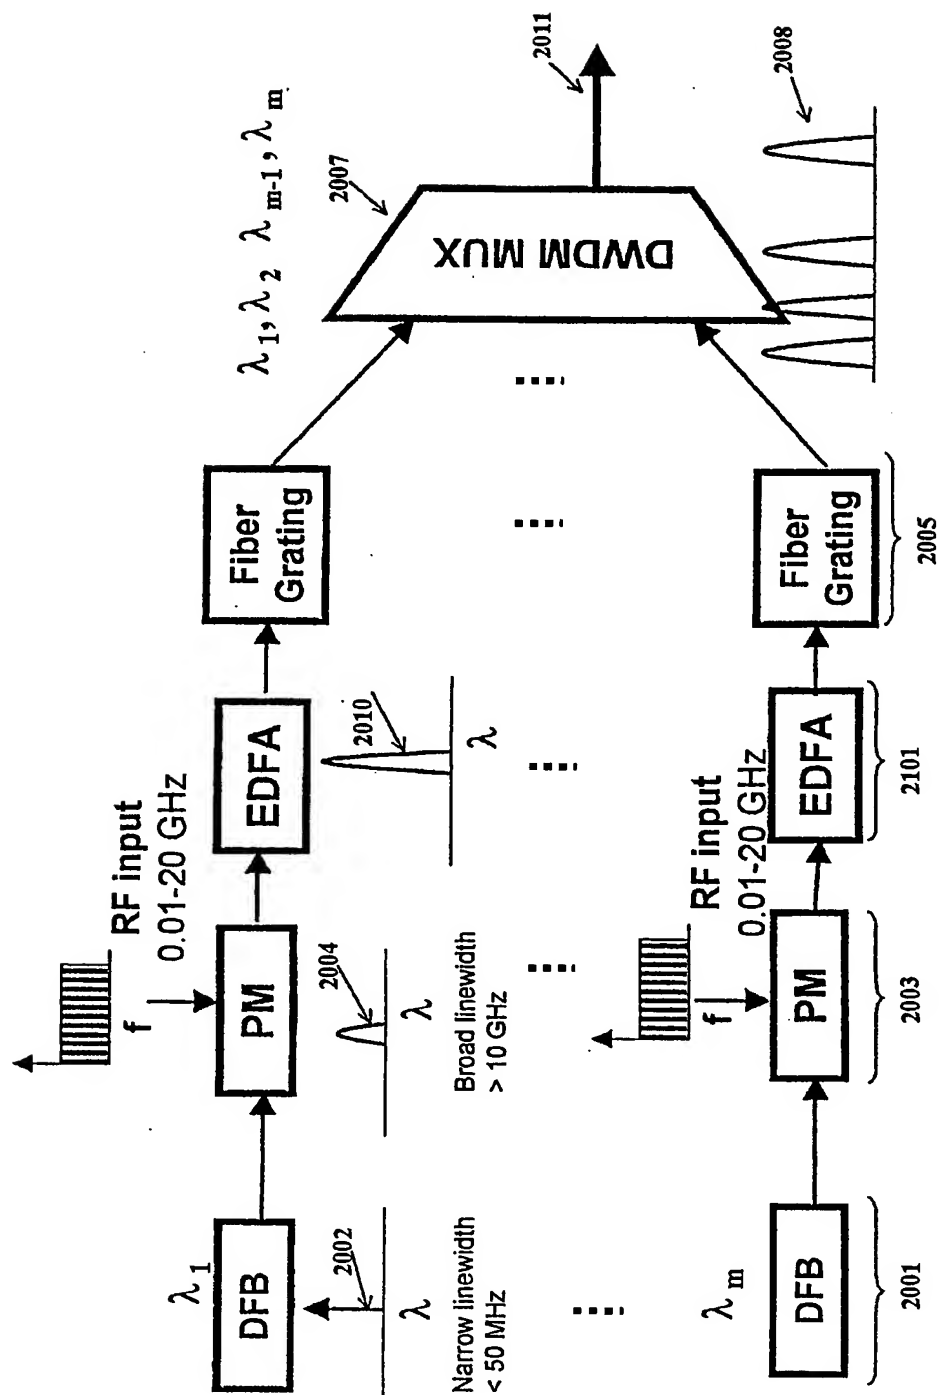 λ1
DFB
2002
λ
Narrow linewidth
< 50 MHz
f
RF input
0.01-20 GHz
PM
2004
λ
Broad linewidth
> 10 GHz
EDFA
2010
λ
Fiber
Grating
λ1, λ2 λm-1, λm
2007
DWDM MUX
2011
λm
DFB
2001
f
RF input
0.01-20 GHz
PM
2003
EDFA
2101
Fiber
Grating
2005
2008